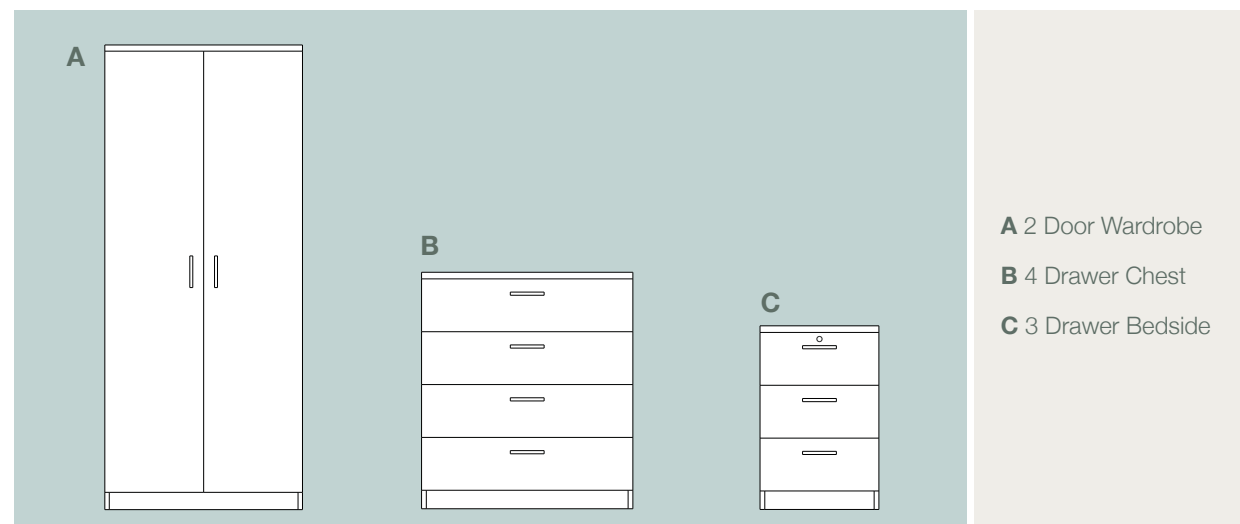 A
B
C
A 2 Door Wardrobe
B 4 Drawer Chest
C 3 Drawer Bedside